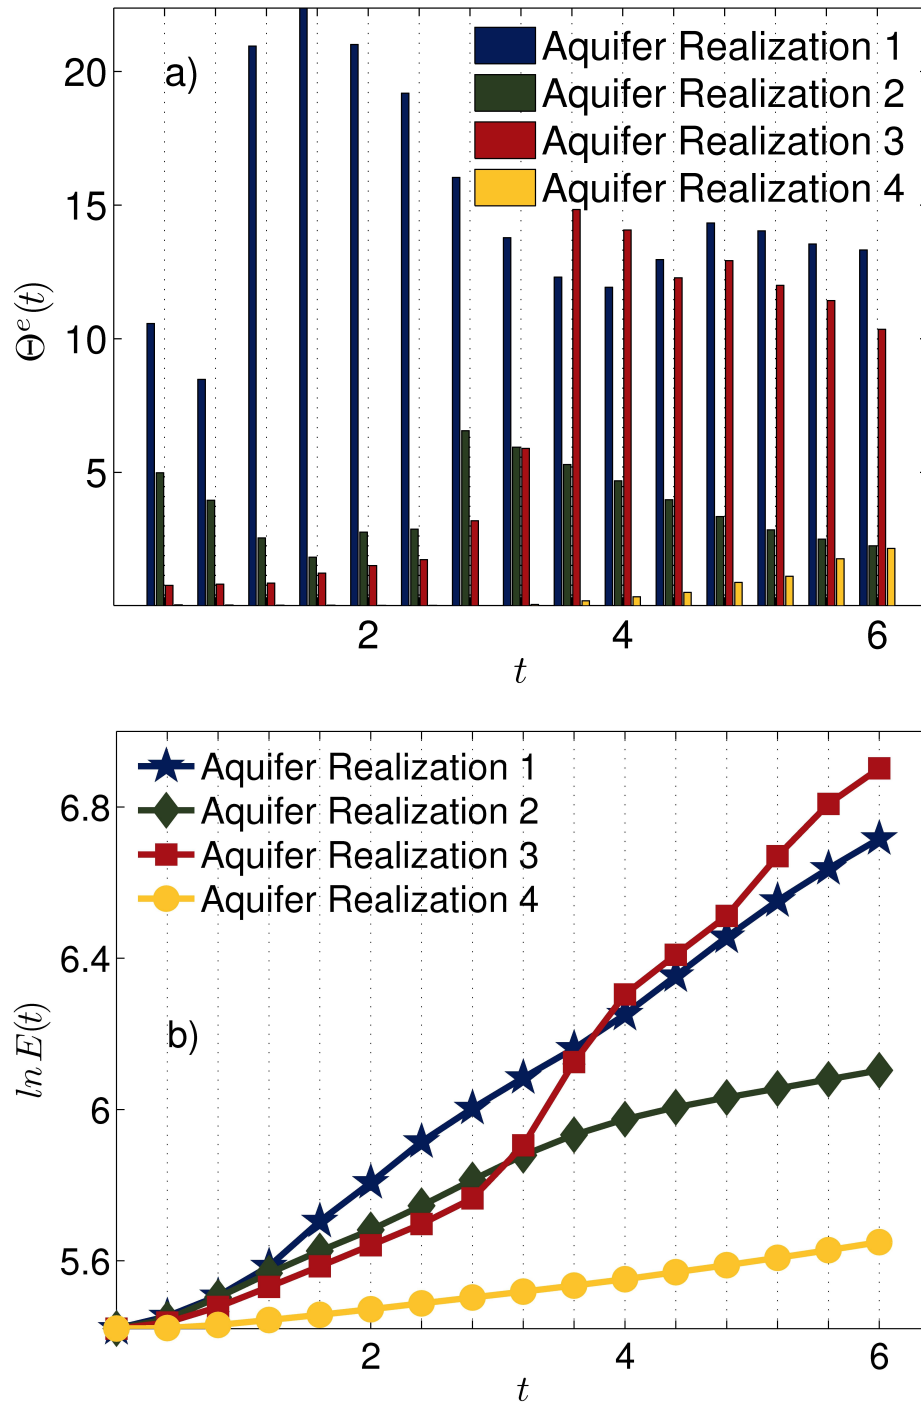 a)
Aquifer Realization 1
Aquifer Realization 2
Aquifer Realization 3
Aquifer Realization 4
20
15
10
5
Θᵉ(t)
2 4 6
t
Aquifer Realization 1
Aquifer Realization 2
Aquifer Realization 3
Aquifer Realization 4
b)
6.8
6.4
6
5.6
ln E(t)
2 4 6
t